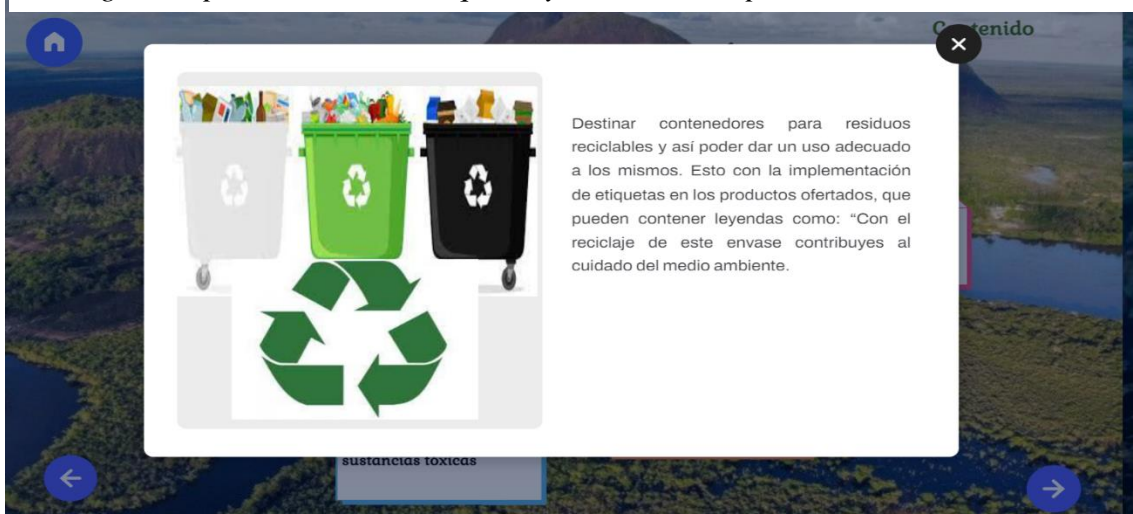 Contenido
Destinar contenedores para residuos
reciclables y así poder dar un uso adecuado
a los mismos. Esto con la implementación
de etiquetas en los productos ofertados, que
pueden contener leyendas como: “Con el
reciclaje de este envase contribuyes al
cuidado del medio ambiente.
sustancias tóxicas